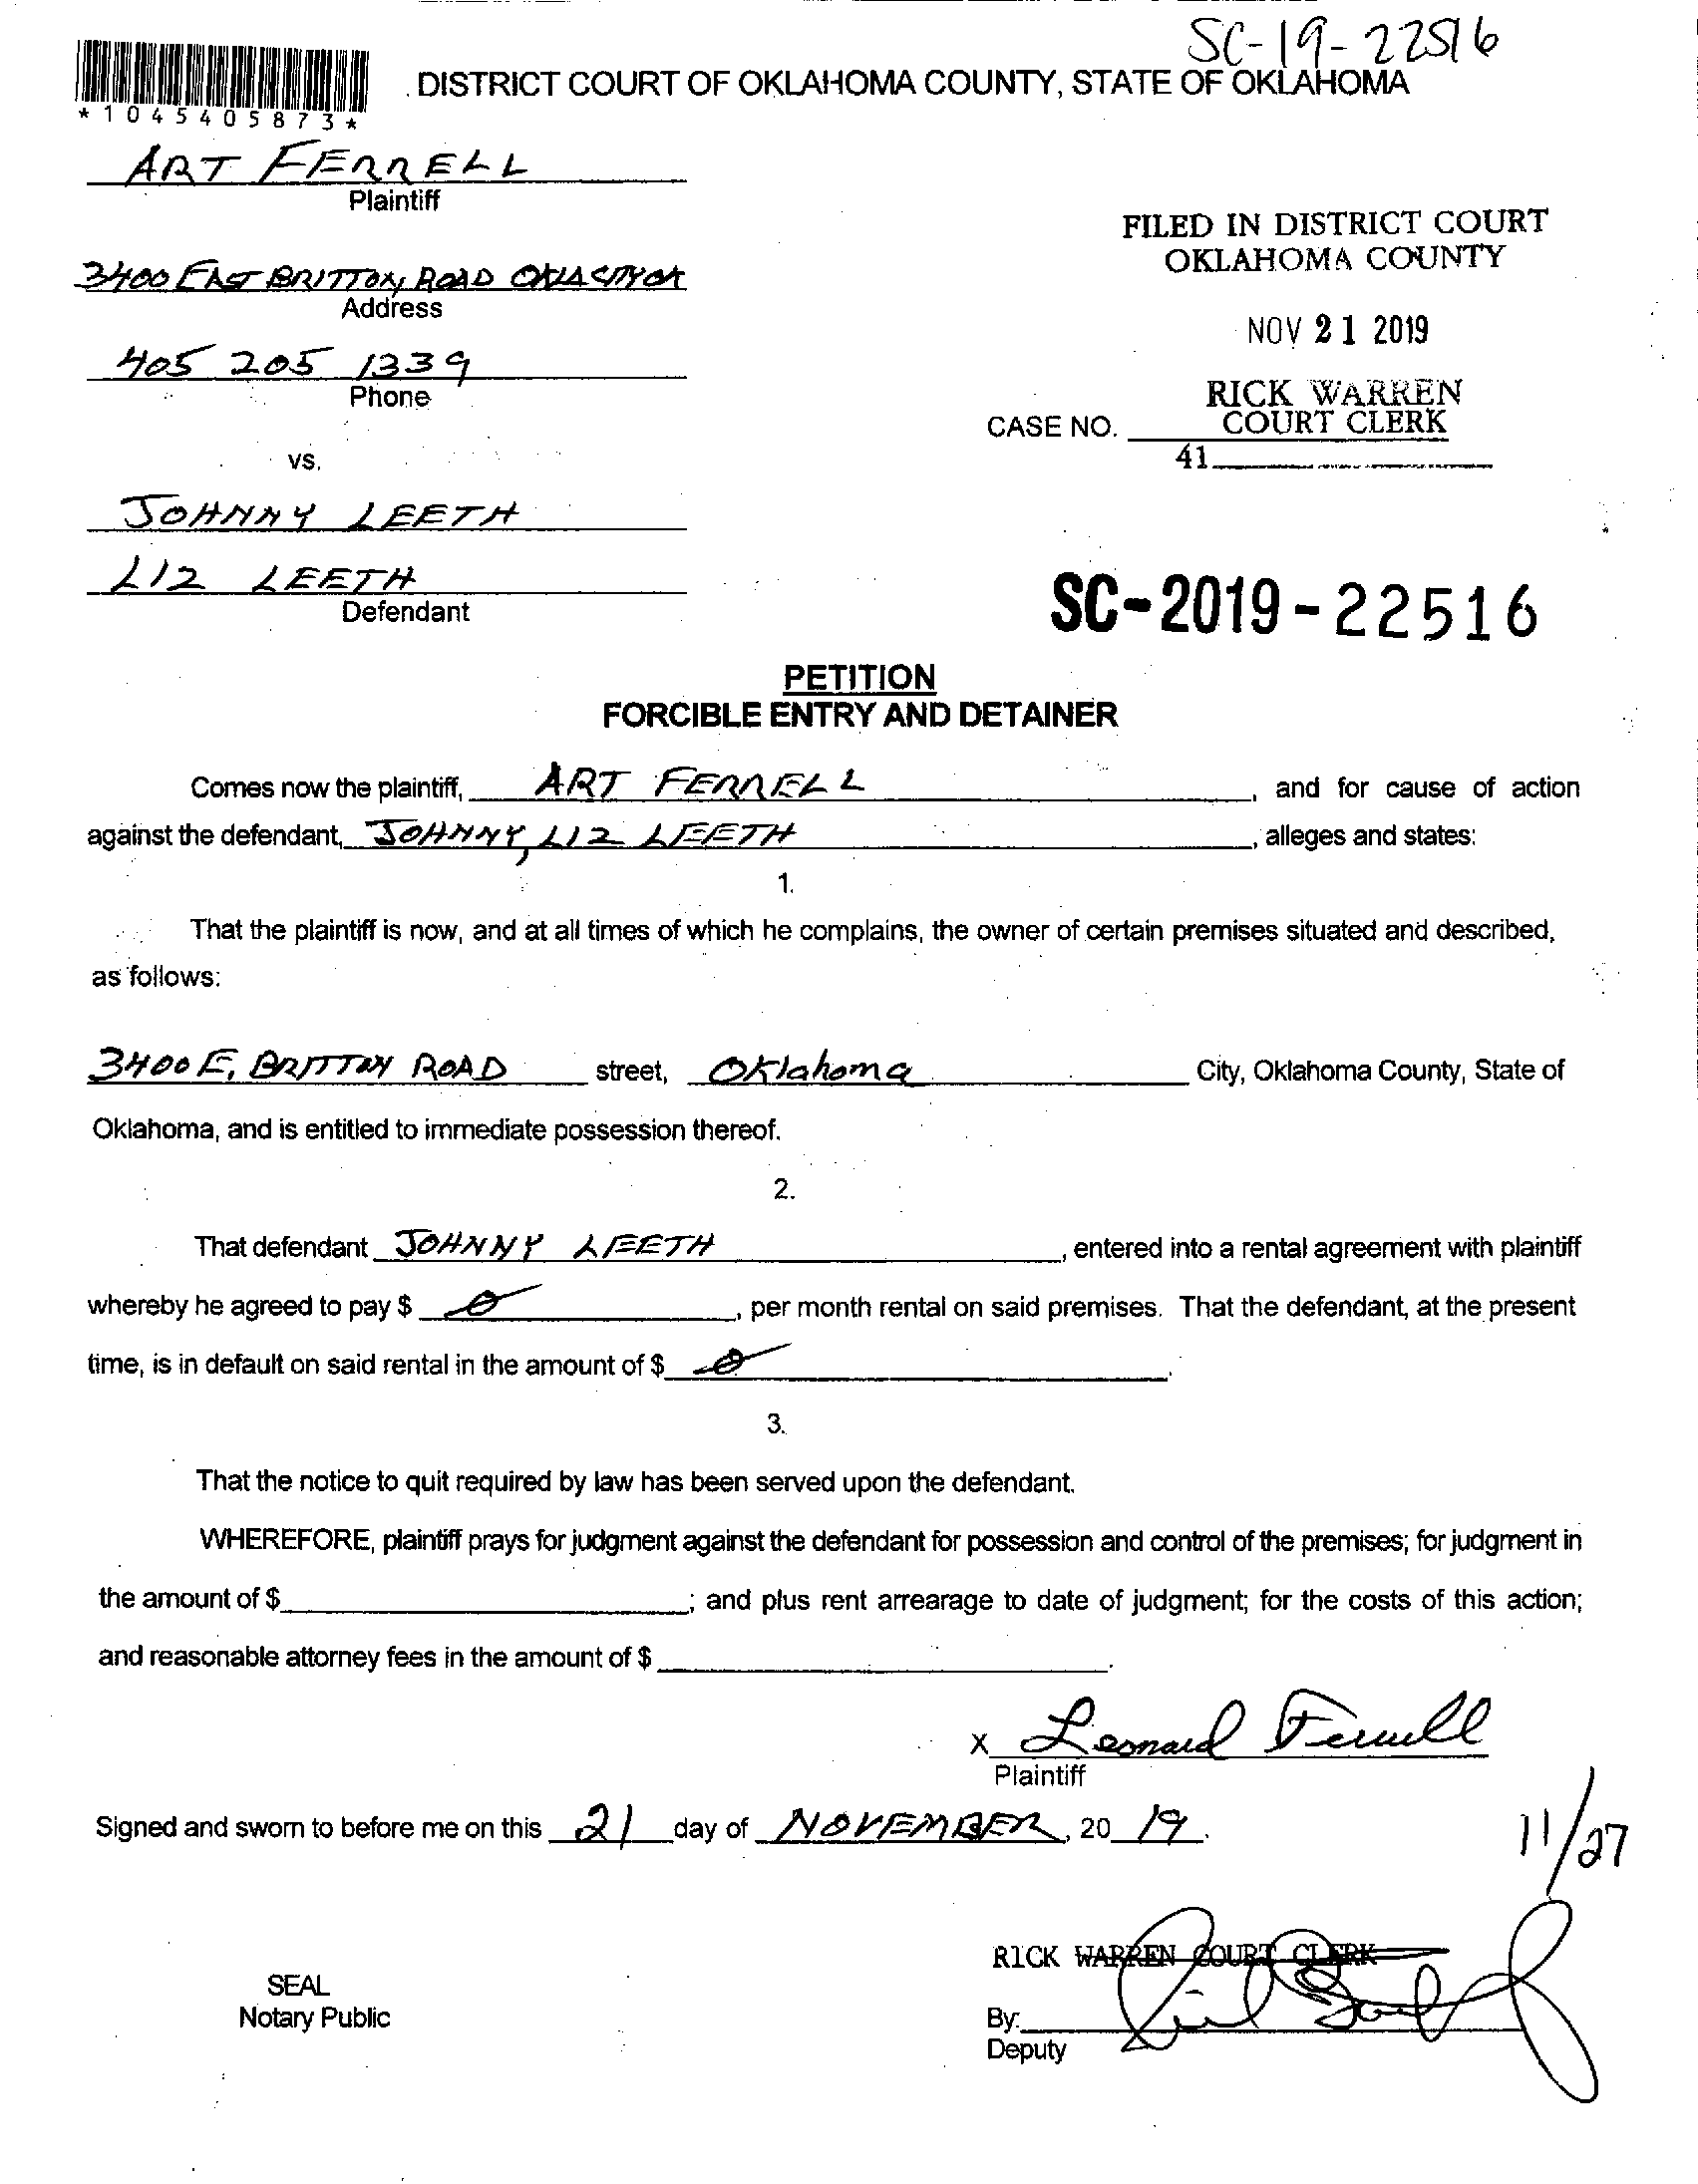 SC-19-22516
DISTRICT COURT OF OKLAHOMA COUNTY, STATE OF OKLAHOMA
*1045405873*
ART FERRELL
Plaintiff
FILED IN DISTRICT COURT
OKLAHOMA COUNTY
3400 EAST BRITTON, ROAD OKLA CITY OK
Address
NOV 21 2019
405 205 1339
Phone
RICK WARREN
COURT CLERK
CASE NO.
41
vs.
JOHNNY LEETH
LIZ LEETH
Defendant
SC-2019-22516
PETITION
FORCIBLE ENTRY AND DETAINER
Comes now the plaintiff, ART FERRELL, and for cause of action
against the defendant, JOHNNY, LIZ LEETH, alleges and states:
1.
That the plaintiff is now, and at all times of which he complains, the owner of certain premises situated and described,
as follows:
3400 E, BRITTON ROAD street, Oklahoma City, Oklahoma County, State of
Oklahoma, and is entitled to immediate possession thereof.
2.
That defendant JOHNNY LEETH, entered into a rental agreement with plaintiff
whereby he agreed to pay $ 0, per month rental on said premises. That the defendant, at the present
time, is in default on said rental in the amount of $ 0.
3.
That the notice to quit required by law has been served upon the defendant.
WHEREFORE, plaintiff prays for judgment against the defendant for possession and control of the premises; for judgment in
the amount of $ ; and plus rent arrearage to date of judgment; for the costs of this action;
and reasonable attorney fees in the amount of $ .
x Leonard Ferrell
Plaintiff
Signed and sworn to before me on this 21 day of NOVEMBER, 20 19.
11/27
RICK WARREN COURT CLERK
SEAL
Notary Public
By:
Deputy